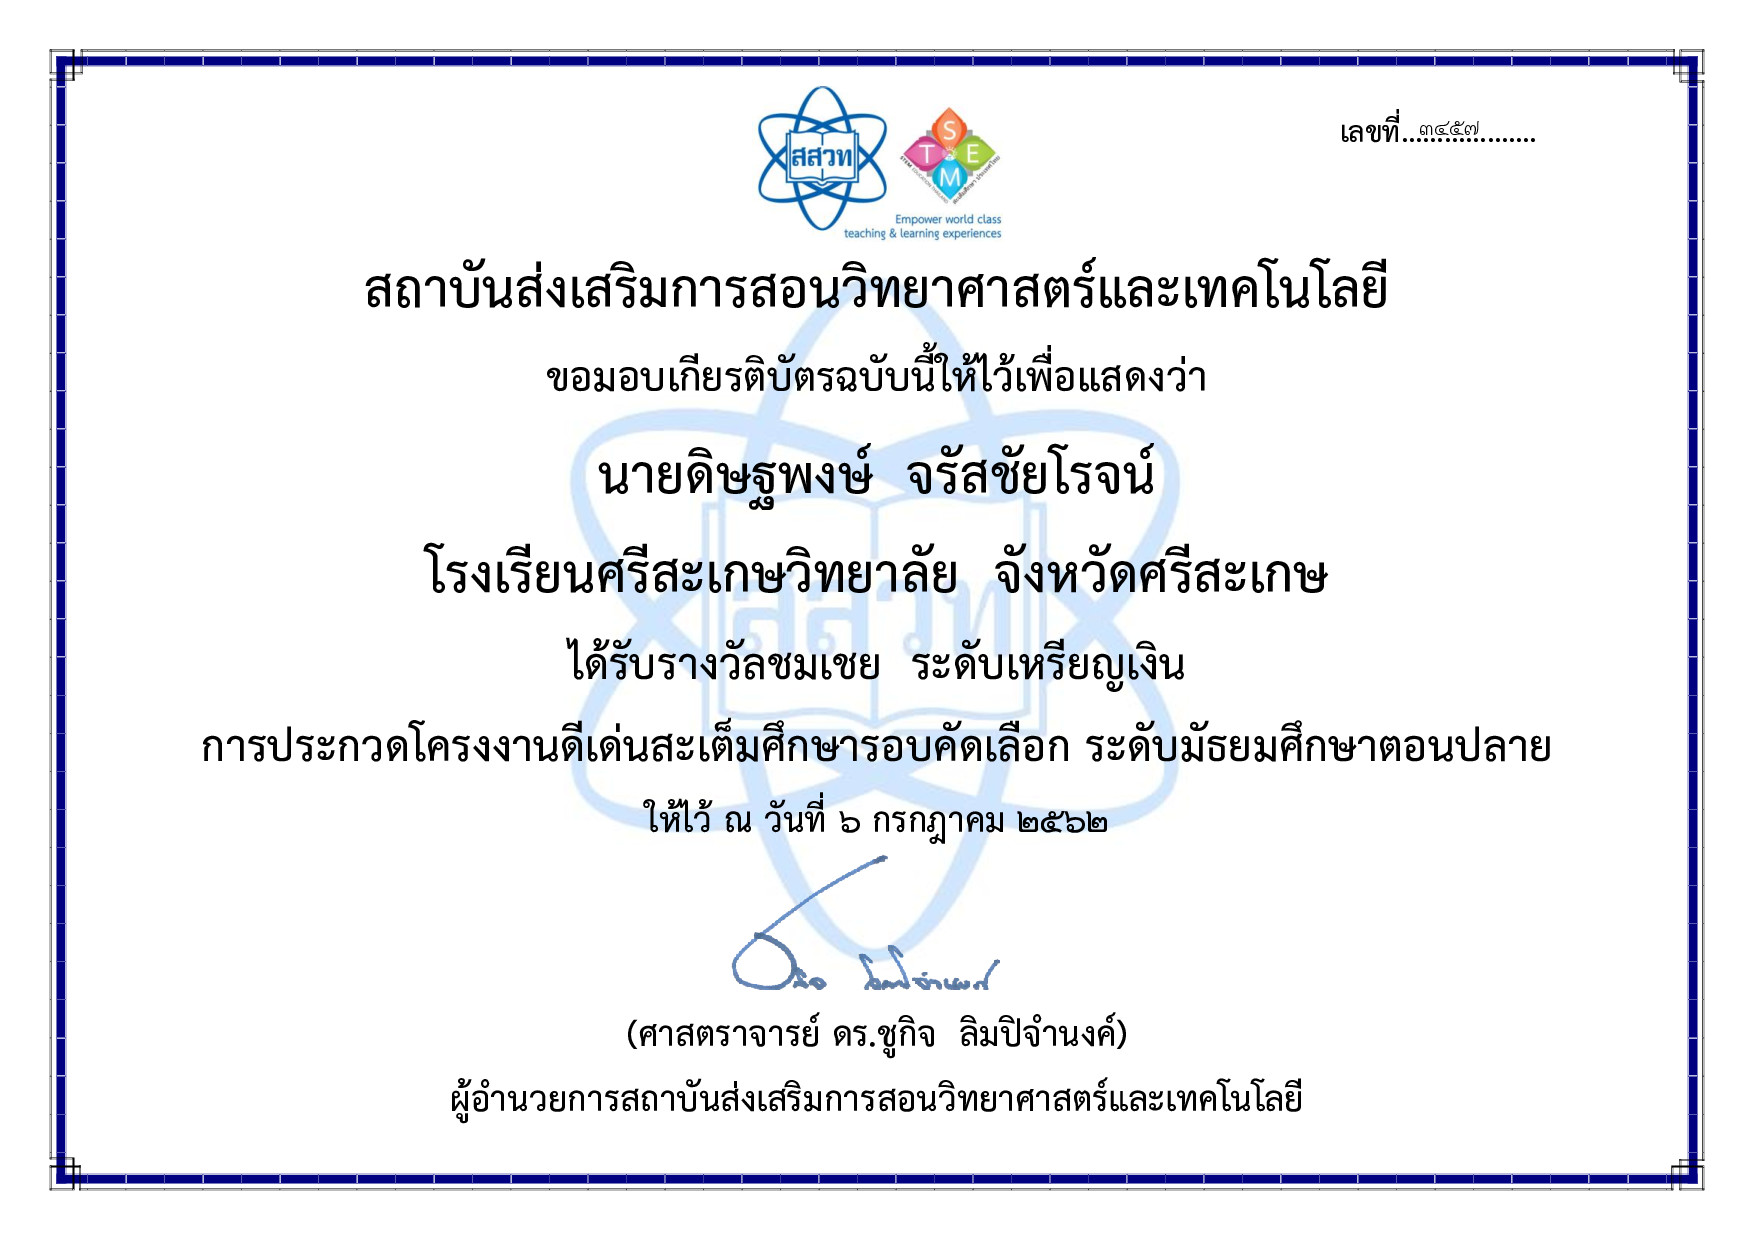 เลขที่...๓๔๕๗...
สสวท
S
T E
M
Empower world class
teaching & learning experiences
สถาบันส่งเสริมการสอนวิทยาศาสตร์และเทคโนโลยี
ขอมอบเกียรติบัตรฉบับนี้ให้ไว้เพื่อแสดงว่า
นายดิษฐพงษ์ จรัสชัยโรจน์
โรงเรียนศรีสะเกษวิทยาลัย จังหวัดศรีสะเกษ
สสวท
ได้รับรางวัลชมเชย ระดับเหรียญเงิน
การประกวดโครงงานดีเด่นสะเต็มศึกษารอบคัดเลือก ระดับมัธยมศึกษาตอนปลาย
ให้ไว้ ณ วันที่ ๖ กรกฎาคม ๒๕๖๒
(ศาสตราจารย์ ดร.ชูกิจ ลิมปิจำนงค์)
ผู้อำนวยการสถาบันส่งเสริมการสอนวิทยาศาสตร์และเทคโนโลยี